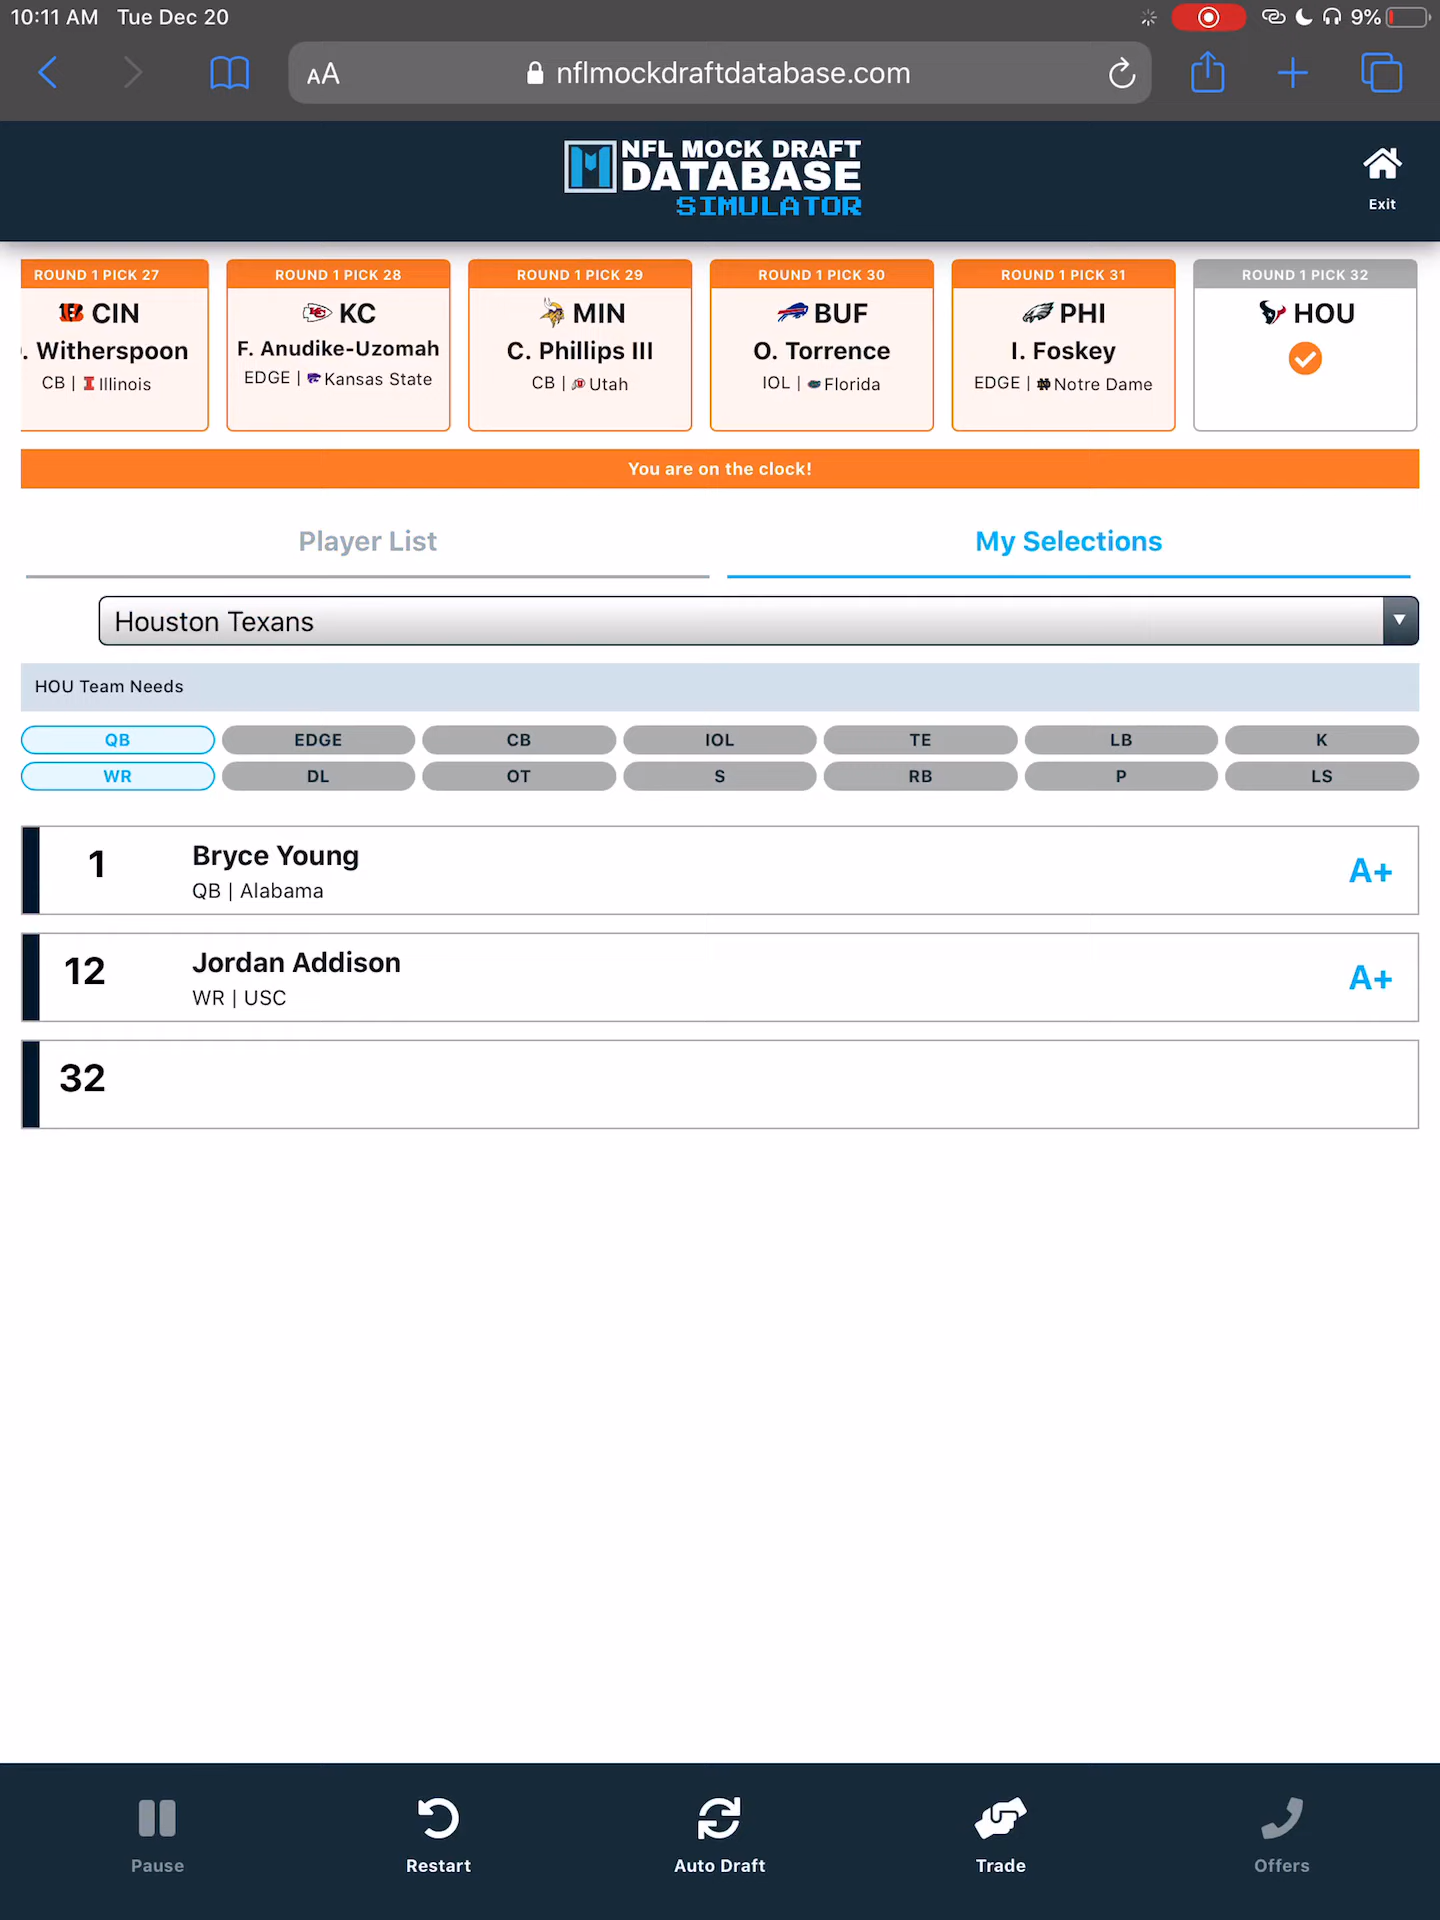 10:11 AM Tue Dec 20
9%
AA nflmockdraftdatabase.com
NFL MOCK DRAFT
DATABASE
SIMULATOR
Exit
ROUND 1 PICK 27
CIN
. Witherspoon
CB | Illinois
ROUND 1 PICK 28
KC
F. Anudike-Uzomah
EDGE | Kansas State
ROUND 1 PICK 29
MIN
C. Phillips III
CB | Utah
ROUND 1 PICK 30
BUF
O. Torrence
IOL | Florida
ROUND 1 PICK 31
PHI
I. Foskey
EDGE | Notre Dame
ROUND 1 PICK 32
HOU
You are on the clock!
Player List My Selections
Houston Texans
HOU Team Needs
QB EDGE CB IOL TE LB K
WR DL OT S RB P LS
1 Bryce Young A+
QB | Alabama
12 Jordan Addison A+
WR | USC
32
Pause Restart Auto Draft Trade Offers